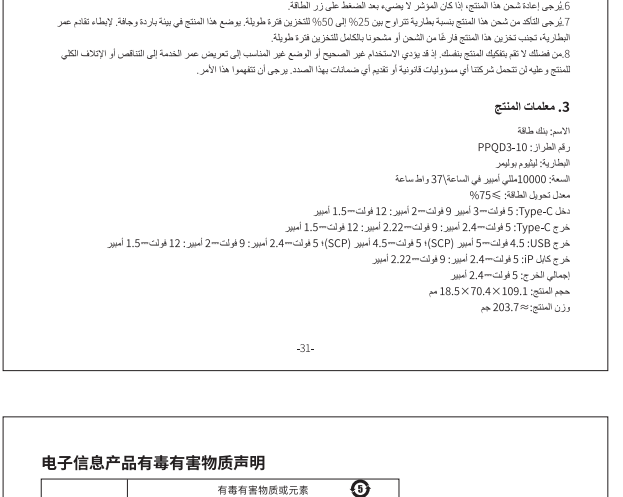 6.يُرجى إعادة شحن هذا المنتج، إذا كان المؤشر لا يضيء بعد الضغط على زر الطاقة.
7.يُرجى التأكد من شحن هذا المنتج بنسبة بطارية تتراوح بين 25% إلى 50% للتخزين فترة طويلة. يوضع هذا المنتج في بيئة باردة وجافة. لإبطاء تقادم عمر
البطارية، تجنب تخزين هذا المنتج فارغًا من الشحن أو مشحونا بالكامل للتخزين فترة طويلة.
8.من فضلك لا تقم بتفكيك المنتج بنفسك. إذ قد يؤدي الاستخدام غير الصحيح أو الوضع غير المناسب إلى تعريض عمر الخدمة إلى التناقص أو الإتلاف الكلي
للمنتج وعليه لن تتحمل شركتنا أي مسؤوليات قانونية أو تقديم أي ضمانات بهذا الصدد. يرجى أن تتفهموا هذا الأمر.
3. معلمات المنتج
الاسم: بنك طاقة
رقم الطراز: PPQD3-10
البطارية: ليثيوم بوليمر
السعة: 10000مللي أمبير في الساعة\37 واط ساعة
معدل تحويل الطاقة: ≥75%
دخل Type-C: 5 فولت⎓3 أمبير 9 فولت⎓2 أمبير: 12 فولت⎓1.5 أمبير
خرج Type-C: 5 فولت⎓2.4 أمبير: 9 فولت⎓2.22 أمبير: 12 فولت⎓1.5 أمبير
خرج USB: 4.5 فولت⎓5 أمبير (SCP)؛ 5 فولت⎓4.5 أمبير (SCP)؛ 5 فولت⎓2.4 أمبير: 9 فولت⎓2 أمبير: 12 فولت⎓1.5 أمبير
خرج كابل iP: 5 فولت⎓2.4 أمبير: 9 فولت⎓2.22 أمبير
إجمالي الخرج: 5 فولت⎓2.4 أمبير
حجم المنتج: 109.1×70.4×18.5 مم
وزن المنتج:≈203.7 جم
-31-
电子信息产品有毒有害物质声明
有毒有害物质或元素 5